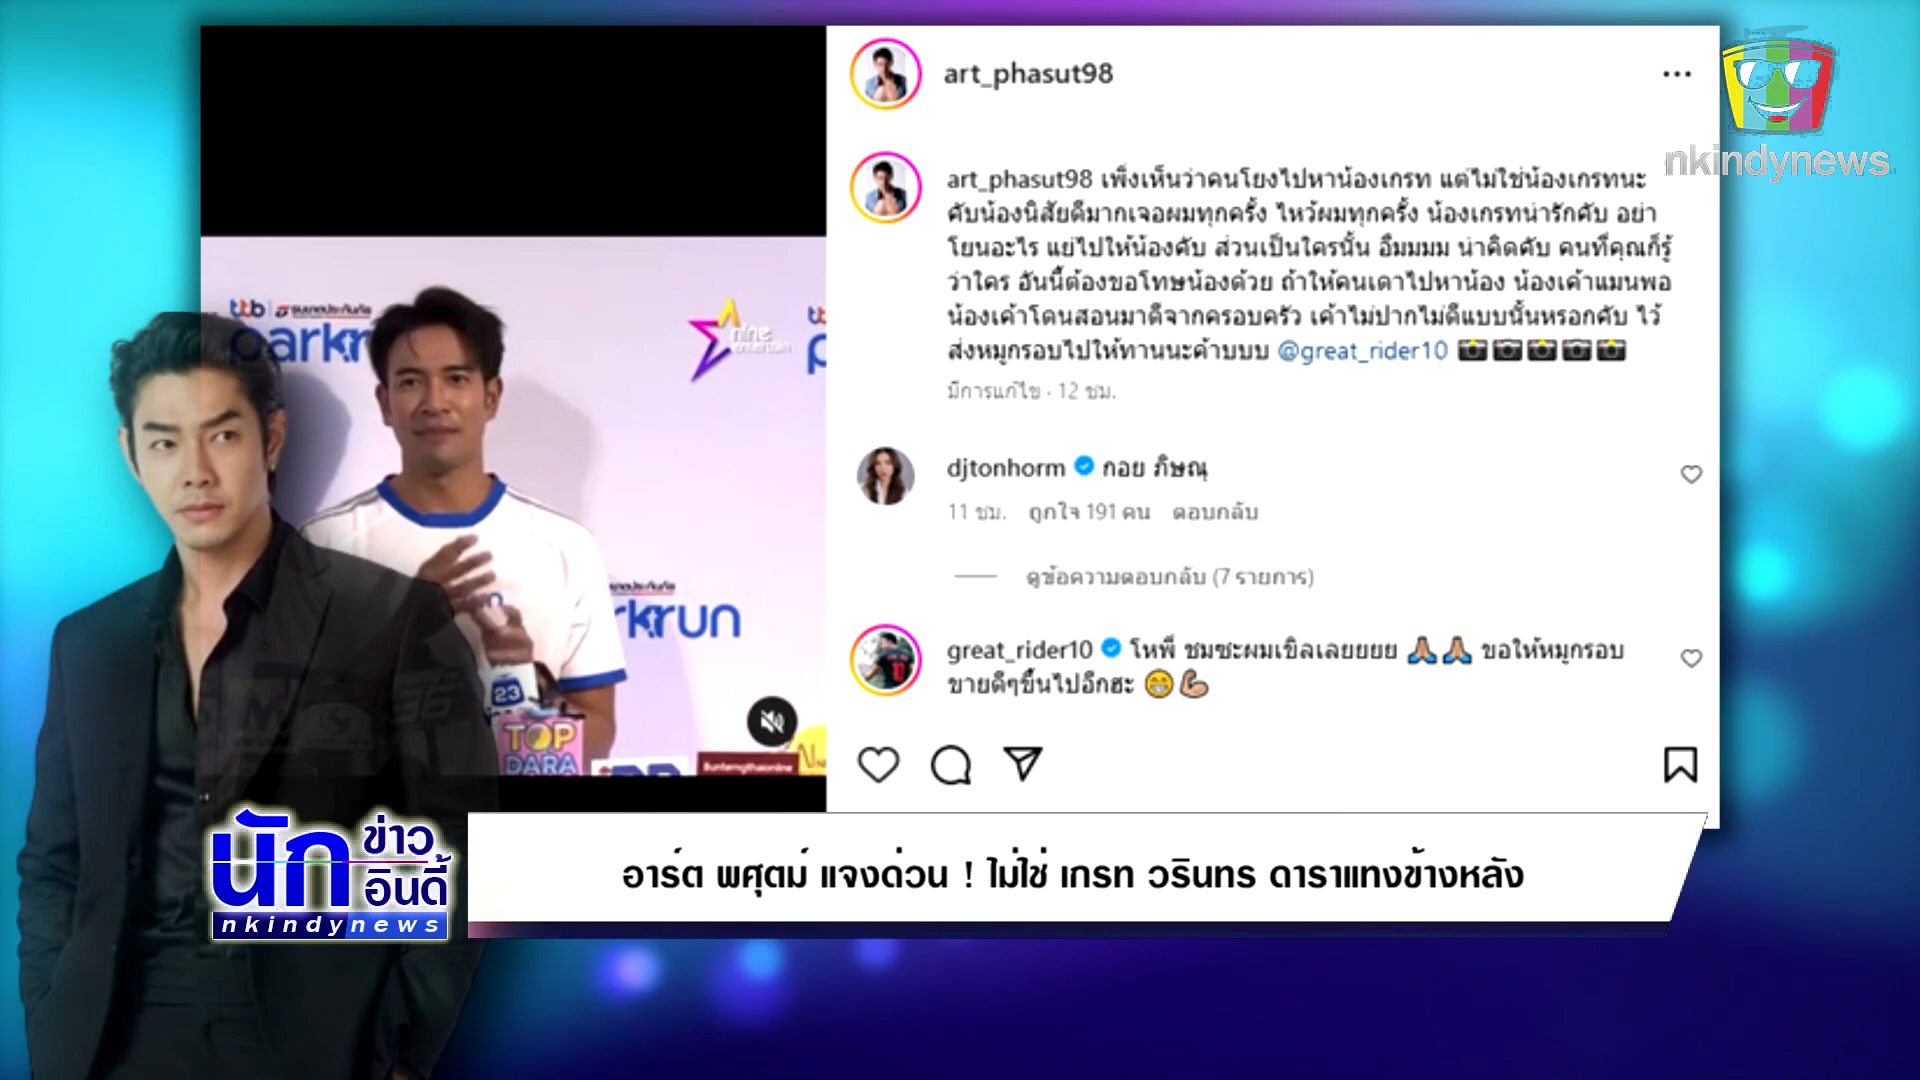 art_phasut98
nkindynews
art_phasut98 เพิ่งเห็นว่าคนโยงไปหาน้องเกรท แต่ไม่ใช่น้องเกรทนะ
คับน้องนิสัยดีมากเจอผมทุกครั้ง ไหว้ผมทุกครั้ง น้องเกรทน่ารักคับ อย่า
โยนอะไร แย่ไปให้น้องคับ ส่วนเป็นใครนั้น อืมมมม น่าคิดคับ คนที่คุณก็รู้
ว่าใคร อันนี้ต้องขอโทษน้องด้วย ถ้าให้คนเดาไปหาน้อง น้องเค้าแมนพอ
น้องเค้าโดนสอนมาดีจากครอบครัว เค้าไม่ปากไม่ดีแบบนั้นหรอกคับ ไว้
ส่งหมูกรอบไปให้ทานนะค้าบบบ @great_rider10 📸📷📸📷📸
มีการแก้ไข · 12 ชม.
djtonhorm กอย ภิษณุ
11 ชม. ถูกใจ 191 คน ตอบกลับ
ดูข้อความตอบกลับ (7 รายการ)
great_rider10 โหพี่ ชมซะผมเขิลเลยยยย 🙏🙏 ขอให้หมูกรอบ
ขายดีๆขึ้นไปอีกฮะ 😁💪
ttb ธนชาตประกันภัย
parkrun
nine
entertain
parkrun
23
TOP
DARA
Bunterngthaionline
นักข่าวอินดี้
nkindynews
อาร์ต พศุตม์ แจงด่วน ! ไม่ใช่ เกรท วรินทร ดาราแทงข้างหลัง